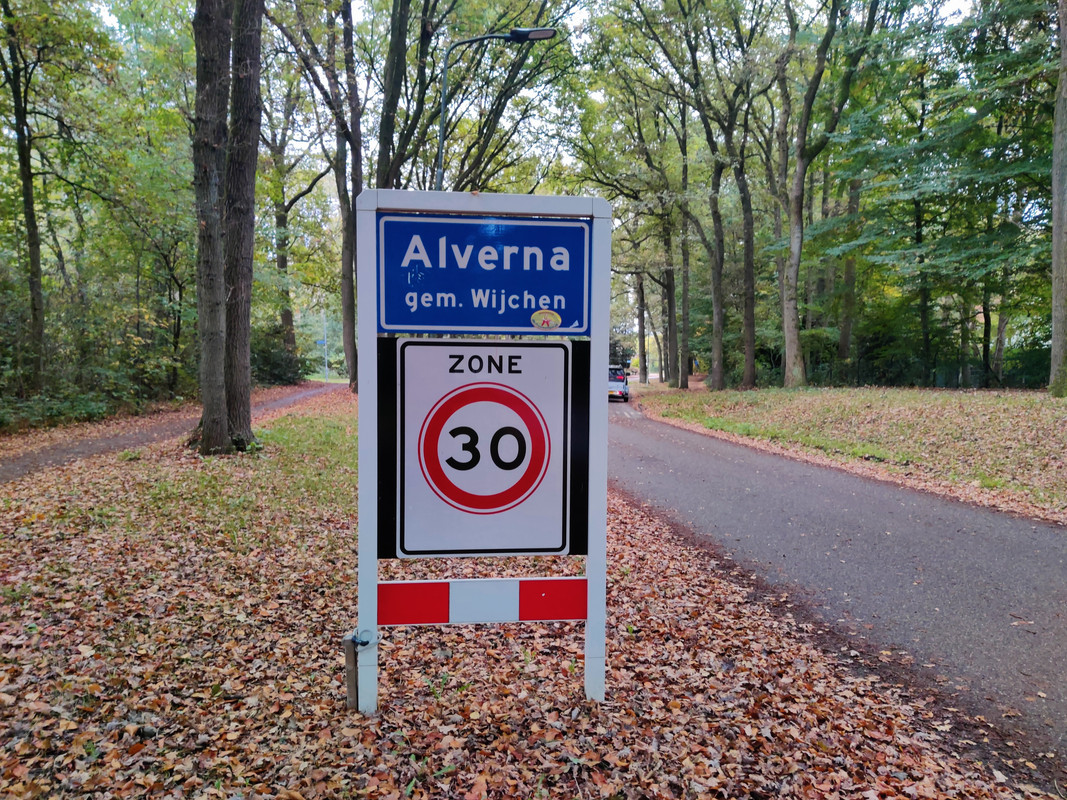 Alverna
gem. Wijchen
ZONE
30